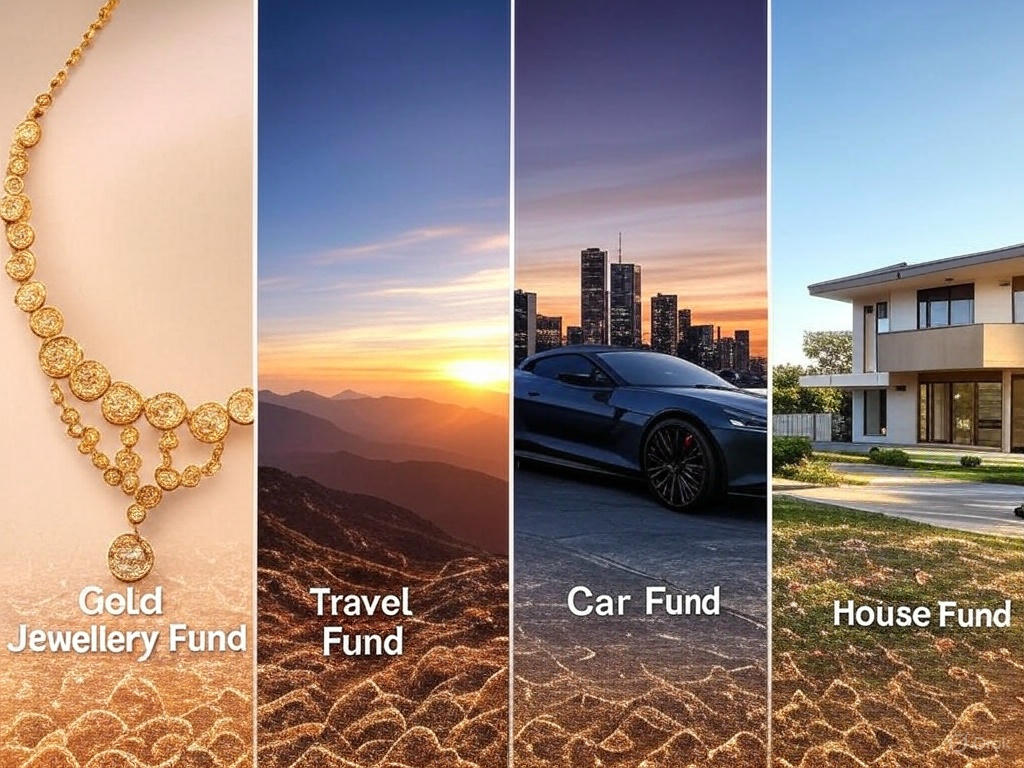 Gold
Jewellery Fund
Travel
Fund
Car Fund
House Fund